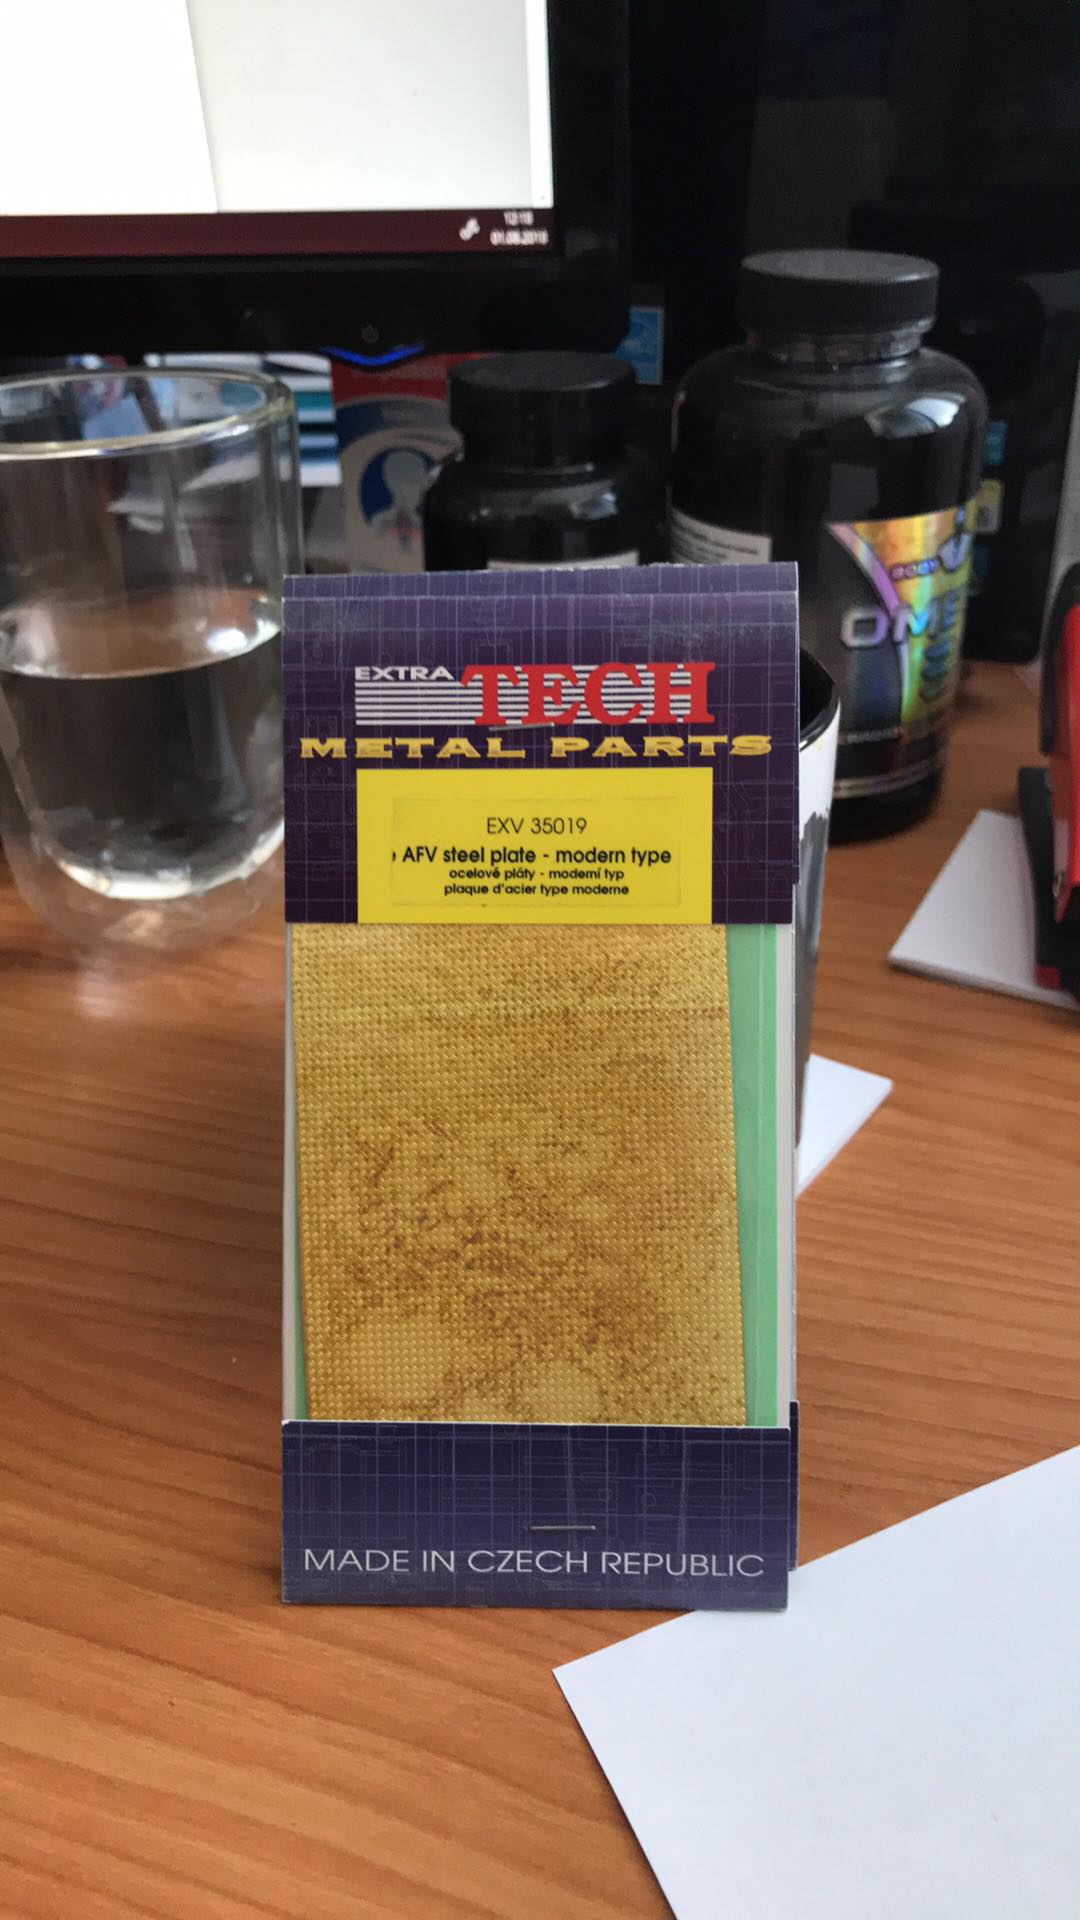 EXTRA TECH
METAL PARTS
EXV 35019
AFV steel plate - modern type
ocelové pláty - moderní typ
plaque d'acier type moderne
MADE IN CZECH REPUBLIC
BODY